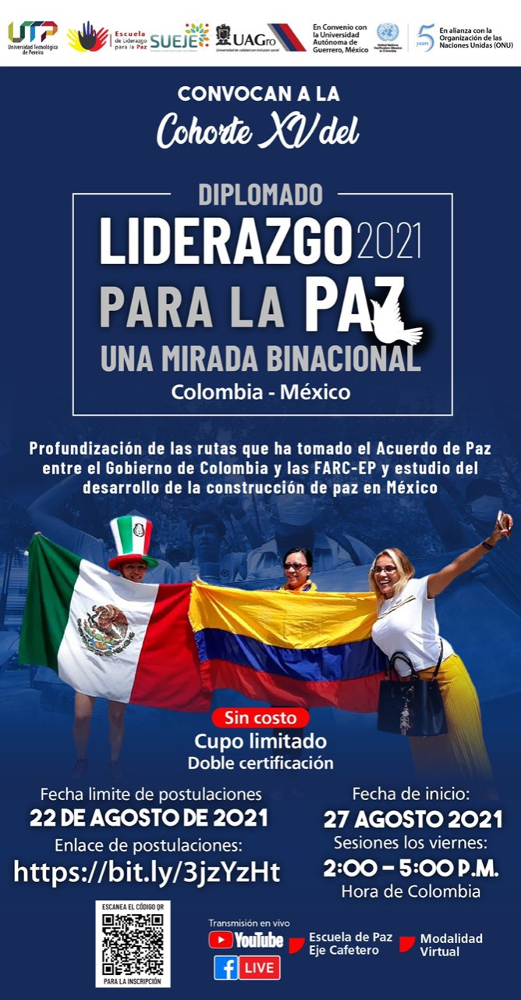 UTP
Universidad Tecnológica
de Pereira
Escuela
de Liderazgo
para la Paz
SUEJE
UAGro
Universidad de calidad con inclusión social
En Convenio con
la Universidad
Autónoma de
Guerrero, México
United Nations
Verification Mission
in Colombia
75
years
En alianza con la
Organización de las
Naciones Unidas (ONU)
CONVOCAN A LA
Cohorte XV del
DIPLOMADO
LIDERAZGO 2021
PARA LA PAZ
UNA MIRADA BINACIONAL
Colombia - México
Profundización de las rutas que ha tomado el Acuerdo de Paz
entre el Gobierno de Colombia y las FARC-EP y estudio del
desarrollo de la construcción de paz en México
Sin costo
Cupo limitado
Doble certificación
Fecha limite de postulaciones
22 DE AGOSTO DE 2021
Enlace de postulaciones:
https://bit.ly/3jzYzHt
Fecha de inicio:
27 AGOSTO 2021
Sesiones los viernes:
2:00 – 5:00 P.M.
Hora de Colombia
ESCANEA EL CÓDIGO QR
PARA LA INSCRIPCIÓN
Transmisión en vivo
YouTube
f LIVE
Escuela de Paz
Eje Cafetero
Modalidad
Virtual